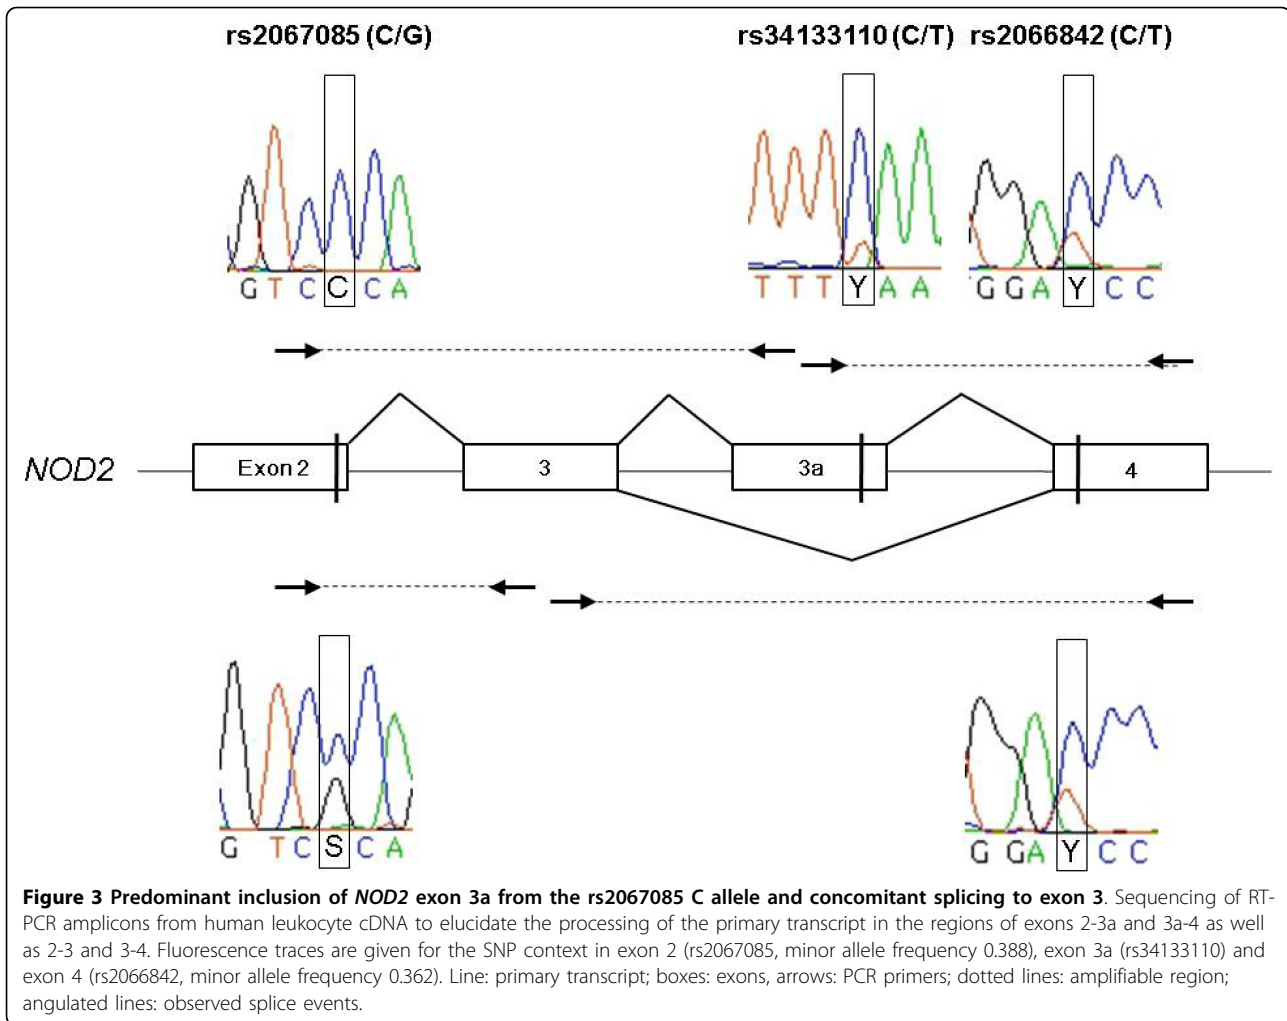 rs2067085 (C/G) rs34133110 (C/T) rs2066842 (C/T)
G T C C C A T T T Y A A G G A Y C C
NOD2 Exon 2 3 3a 4
G T C S C A G G A Y C C
Figure 3 Predominant inclusion of NOD2 exon 3a from the rs2067085 C allele and concomitant splicing to exon 3. Sequencing of RT-
PCR amplicons from human leukocyte cDNA to elucidate the processing of the primary transcript in the regions of exons 2-3a and 3a-4 as well
as 2-3 and 3-4. Fluorescence traces are given for the SNP context in exon 2 (rs2067085, minor allele frequency 0.388), exon 3a (rs34133110) and
exon 4 (rs2066842, minor allele frequency 0.362). Line: primary transcript; boxes: exons, arrows: PCR primers; dotted lines: amplifiable region;
angulated lines: observed splice events.